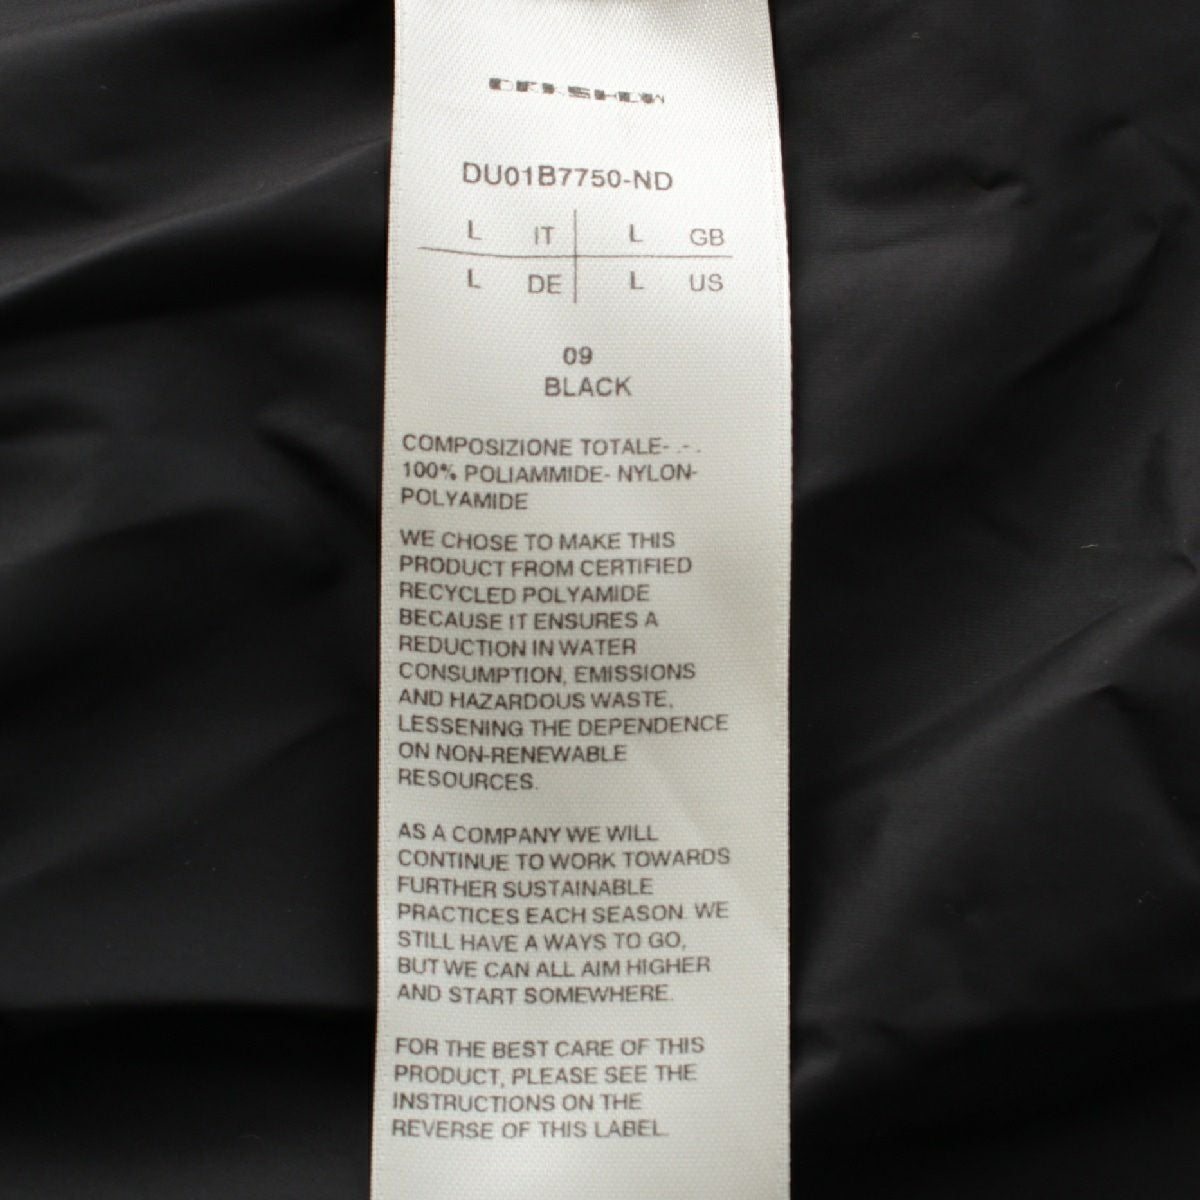 DU01B7750-ND
L IT L GB
L DE L US
09
BLACK
COMPOSIZIONE TOTALE- .- .
100% POLIAMMIDE- NYLON-
POLYAMIDE
WE CHOSE TO MAKE THIS
PRODUCT FROM CERTIFIED
RECYCLED POLYAMIDE
BECAUSE IT ENSURES A
REDUCTION IN WATER
CONSUMPTION, EMISSIONS
AND HAZARDOUS WASTE,
LESSENING THE DEPENDENCE
ON NON-RENEWABLE
RESOURCES.
AS A COMPANY WE WILL
CONTINUE TO WORK TOWARDS
FURTHER SUSTAINABLE
PRACTICES EACH SEASON. WE
STILL HAVE A WAYS TO GO,
BUT WE CAN ALL AIM HIGHER
AND START SOMEWHERE.
FOR THE BEST CARE OF THIS
PRODUCT, PLEASE SEE THE
INSTRUCTIONS ON THE
REVERSE OF THIS LABEL.